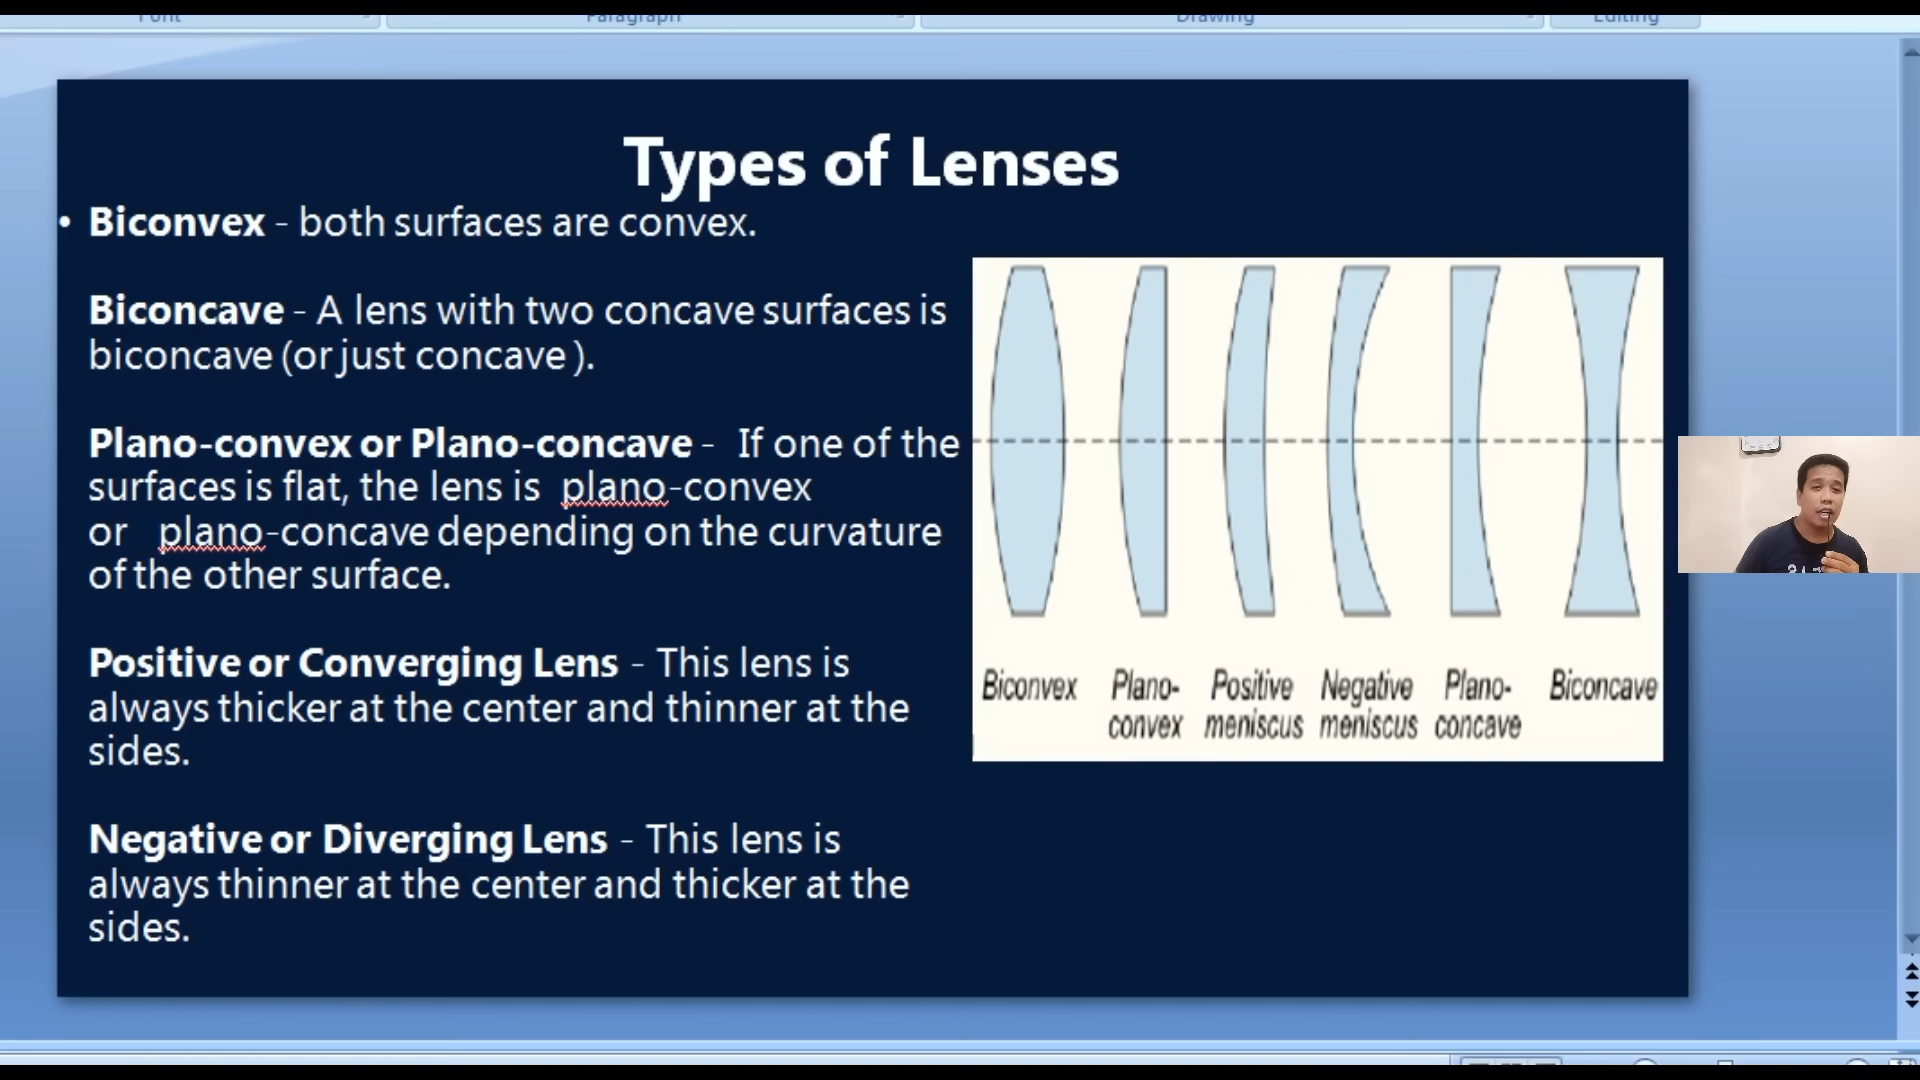 Font Paragraph Drawing Editing
Types of Lenses
• Biconvex - both surfaces are convex.
Biconcave - A lens with two concave surfaces is
biconcave (or just concave ).
Plano-convex or Plano-concave - If one of the
surfaces is flat, the lens is plano-convex
or plano-concave depending on the curvature
of the other surface.
Positive or Converging Lens - This lens is
always thicker at the center and thinner at the
sides.
Negative or Diverging Lens - This lens is
always thinner at the center and thicker at the
sides.
Biconvex
Plano-
convex
Positive
meniscus
Negative
meniscus
Plano-
concave
Biconcave